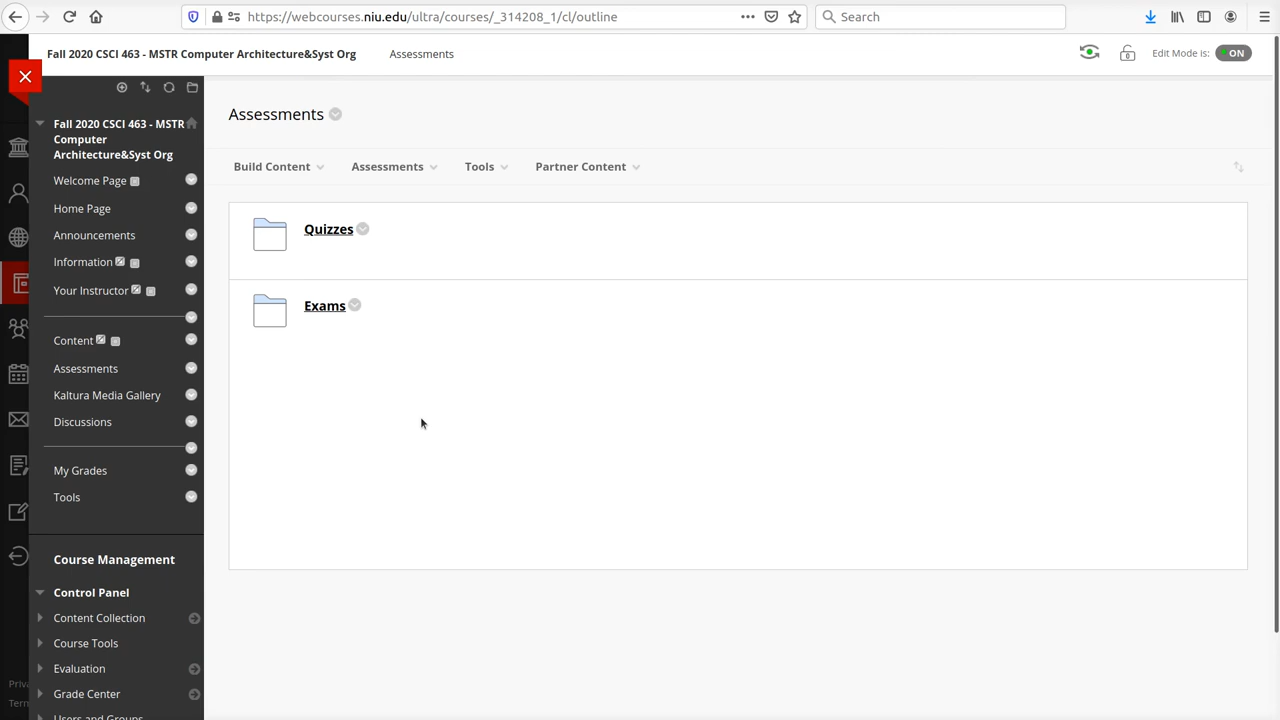 https://webcourses.niu.edu/ultra/courses/_314208_1/cl/outline
Search
Fall 2020 CSCI 463 - MSTR Computer Architecture&Syst Org
Assessments
Edit Mode is:
ON
Fall 2020 CSCI 463 - MSTR
Computer
Architecture&Syst Org
Welcome Page
Home Page
Announcements
Information
Your Instructor
Content
Assessments
Kaltura Media Gallery
Discussions
My Grades
Tools
Course Management
Control Panel
Content Collection
Course Tools
Evaluation
Grade Center
Users and Groups
Assessments
Build Content
Assessments
Tools
Partner Content
Quizzes
Exams
Priva
Term